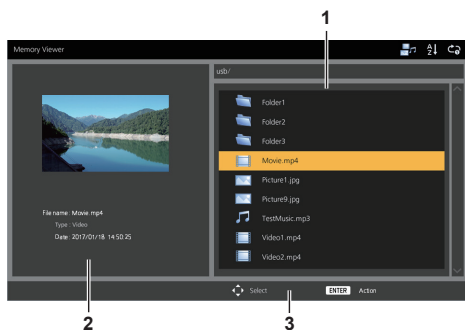 1
Memory Viewer
usb/
Folder1
Folder2
Folder3
Movie.mp4
Picture1.jpg
Picture9.jpg
TestMusic.mp3
Video1.mp4
Video2.mp4
File name : Movie.mp4
Type : Video
Date : 2017/01/18 14:50:25
Select
ENTER Action
2
3